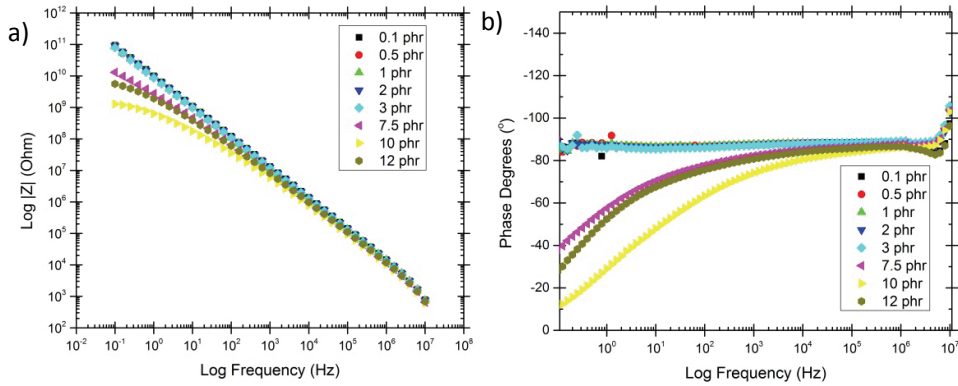 a)
10^12
10^11
10^10
10^9
10^8
10^7
10^6
10^5
10^4
10^3
10^2
Log |Z| (Ohm)
10^-2 10^-1 10^0 10^1 10^2 10^3 10^4 10^5 10^6 10^7 10^8
Log Frequency (Hz)
0.1 phr
0.5 phr
1 phr
2 phr
3 phr
7.5 phr
10 phr
12 phr
b)
-140
-120
-100
-80
-60
-40
-20
0
Phase Degrees (°)
10^0 10^1 10^2 10^3 10^4 10^5 10^6 10^7
Log Frequency (Hz)
0.1 phr
0.5 phr
1 phr
2 phr
3 phr
7.5 phr
10 phr
12 phr